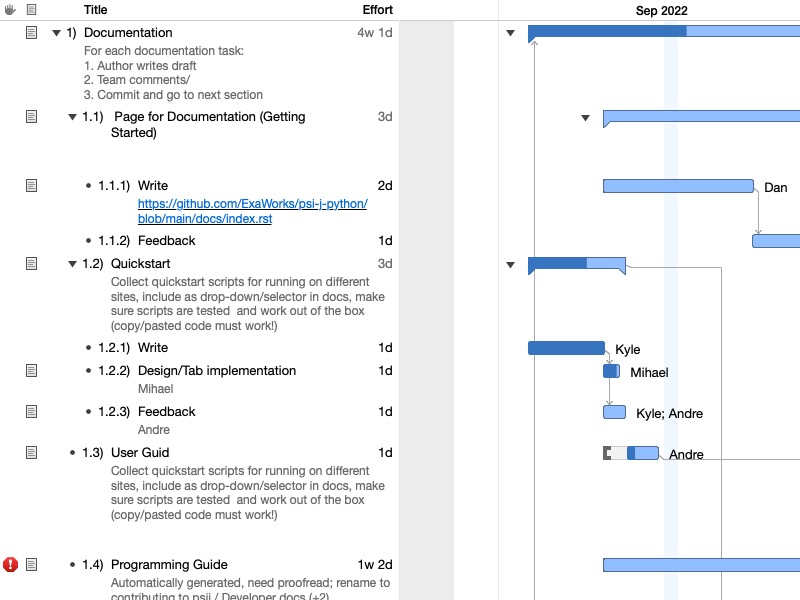 Title Effort Sep 2022
1) Documentation 4w 1d
For each documentation task:
1. Author writes draft
2. Team comments/
3. Commit and go to next section
1.1) Page for Documentation (Getting 3d
Started)
1.1.1) Write 2d Dan
https://github.com/ExaWorks/psi-j-python/
blob/main/docs/index.rst
1.1.2) Feedback 1d
1.2) Quickstart 3d
Collect quickstart scripts for running on different
sites, include as drop-down/selector in docs, make
sure scripts are tested and work out of the box
(copy/pasted code must work!)
1.2.1) Write 1d Kyle
1.2.2) Design/Tab implementation 1d Mihael
Mihael
1.2.3) Feedback 1d Kyle; Andre
Andre
1.3) User Guid 1d Andre
Collect quickstart scripts for running on different
sites, include as drop-down/selector in docs, make
sure scripts are tested and work out of the box
(copy/pasted code must work!)
1.4) Programming Guide 1w 2d
Automatically generated, need proofread; rename to
contributing to psij / Developer docs (+2)